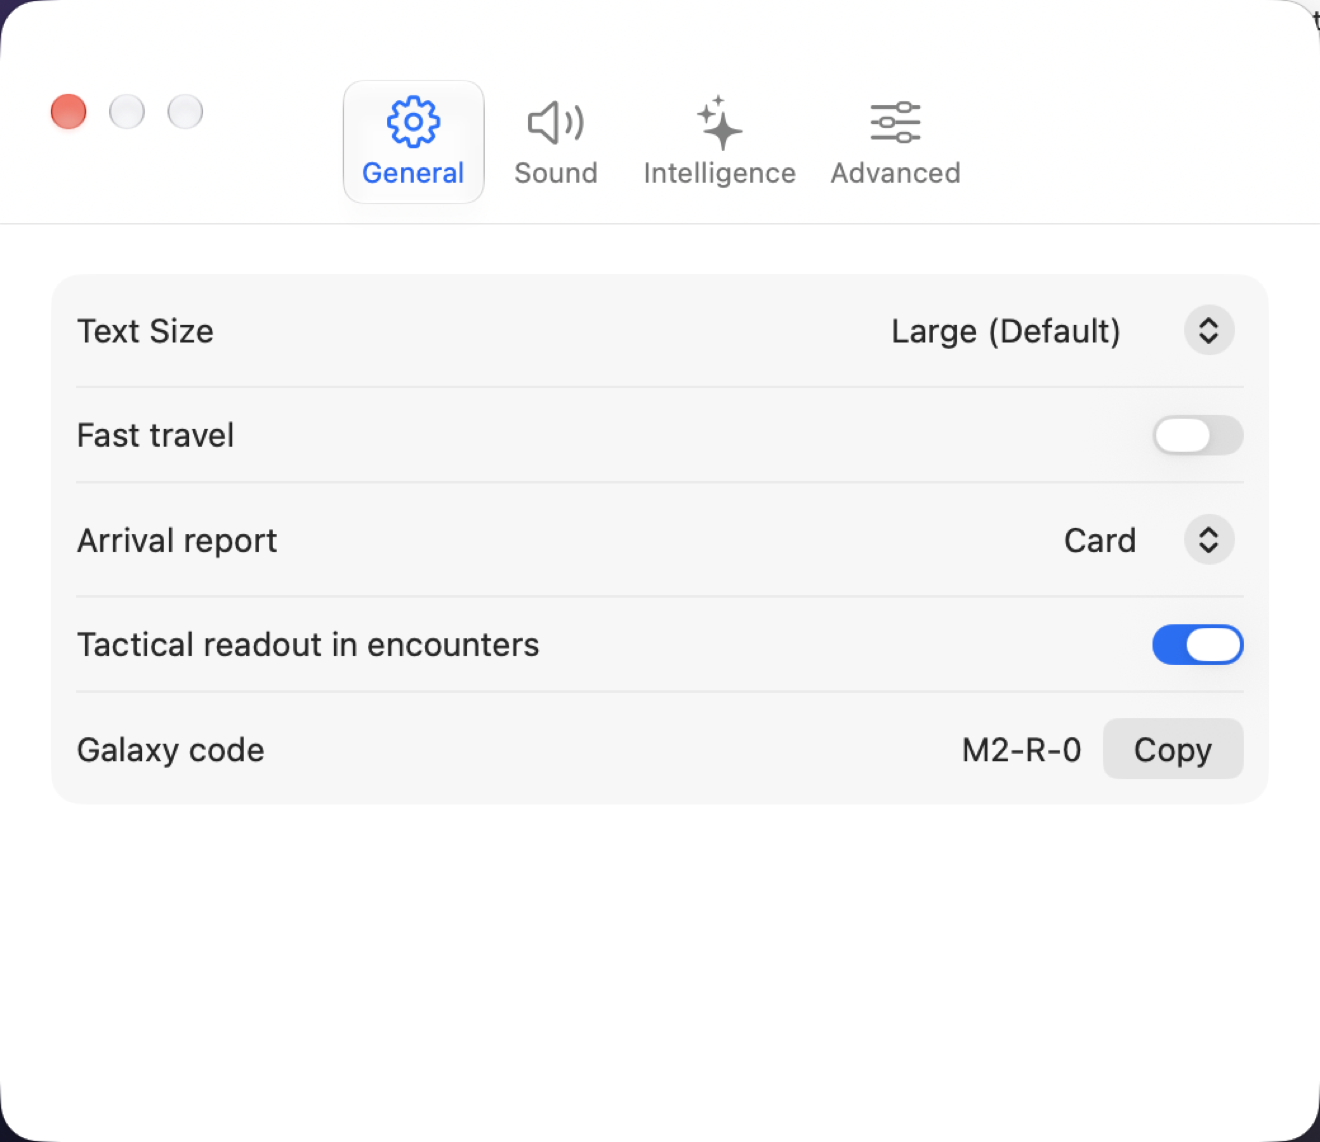 General
Sound
Intelligence
Advanced
Text Size
Large (Default)
Fast travel
Arrival report
Card
Tactical readout in encounters
Galaxy code
M2-R-0
Copy